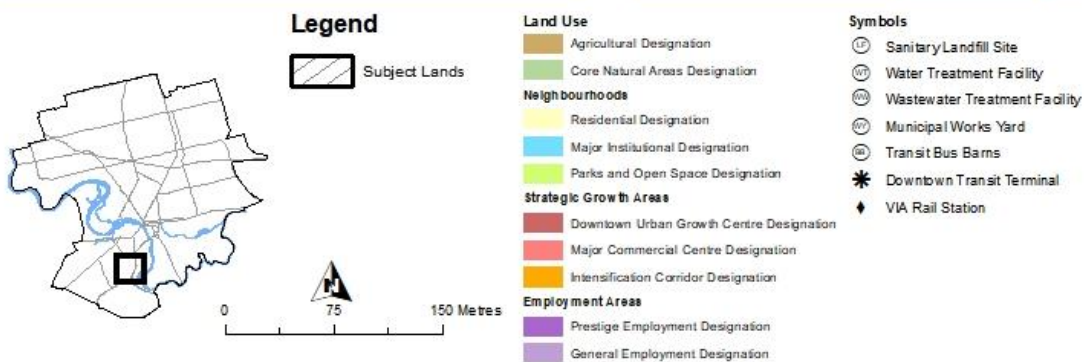 Legend
Subject Lands
N
0 75 150 Metres
Land Use
Agricultural Designation
Core Natural Areas Designation
Neighbourhoods
Residential Designation
Major Institutional Designation
Parks and Open Space Designation
Strategic Growth Areas
Downtown Urban Growth Centre Designation
Major Commercial Centre Designation
Intensification Corridor Designation
Employment Areas
Prestige Employment Designation
General Employment Designation
Symbols
LF Sanitary Landfill Site
WT Water Treatment Facility
WW Wastewater Treatment Facility
WY Municipal Works Yard
BB Transit Bus Barns
Downtown Transit Terminal
VIA Rail Station